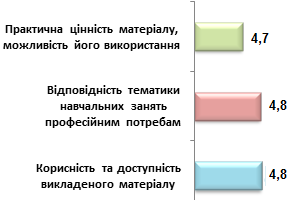 Практична цінність матеріалу,
можливість його використання
4,7
Відповідність тематики
навчальних занять
професійним потребам
4,8
Корисність та доступність
викладеного матеріалу
4,8